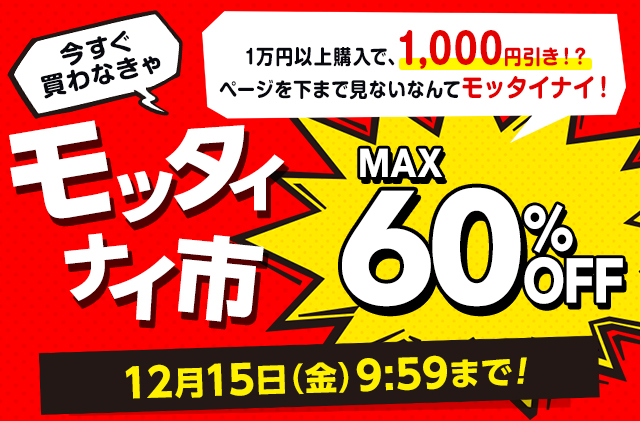 今すぐ
買わなきゃ
1万円以上購入で、1,000円引き！？
ページを下まで見ないなんてモッタイナイ！
モッタイ
ナイ市
MAX
60%OFF
12月15日（金）9:59まで！